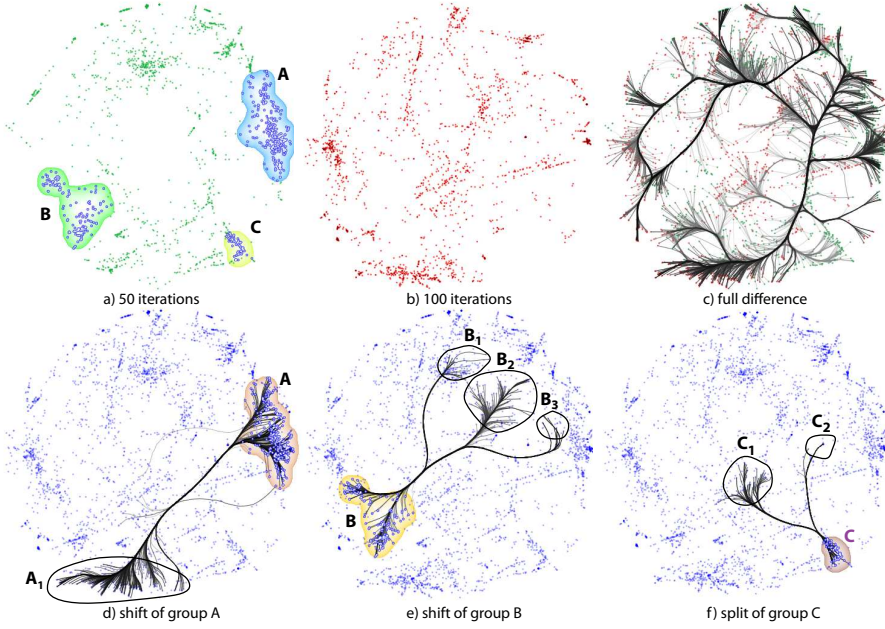 A
B
C
a) 50 iterations
b) 100 iterations
c) full difference
A
A1
d) shift of group A
B1
B2
B3
B
e) shift of group B
C1
C2
C
f) split of group C